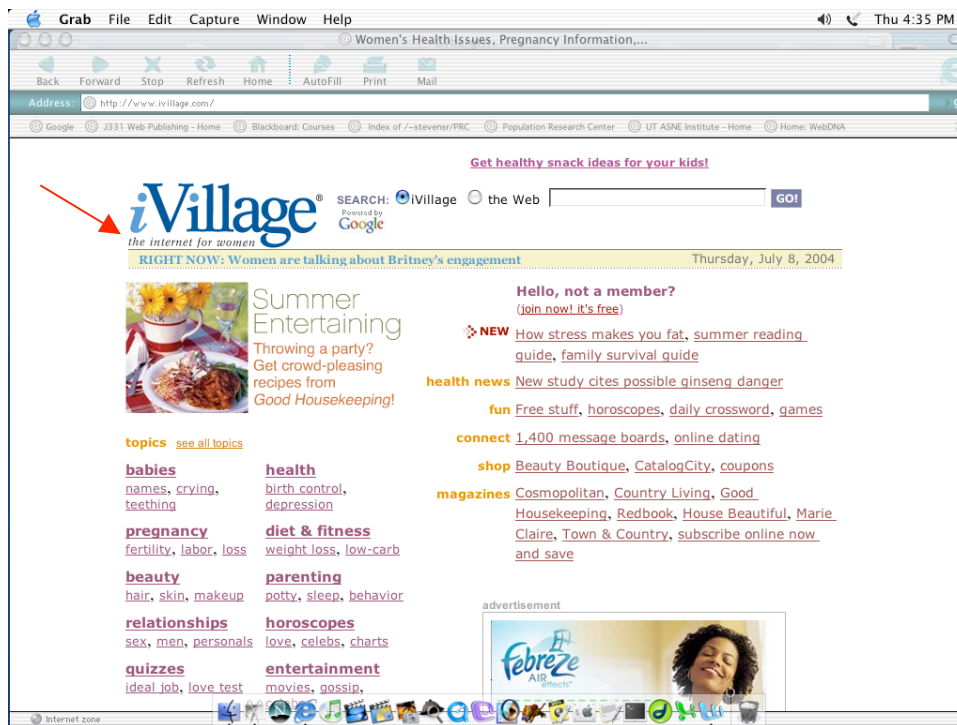 Grab File Edit Capture Window Help Thu 4:35 PM
Women's Health Issues, Pregnancy Information,...
Back Forward Stop Refresh Home AutoFill Print Mail
Address: http://www.ivillage.com/
Google J331 Web Publishing - Home Blackboard: Courses Index of /~stevensr/PRC Population Research Center UT ASNE Institute - Home Home: WebDNA
Get healthy snack ideas for your kids!
iVillage®
the internet for women
SEARCH: iVillage the Web GO!
Powered by
Google
RIGHT NOW: Women are talking about Britney's engagement Thursday, July 8, 2004
Summer
Entertaining
Throwing a party?
Get crowd-pleasing
recipes from
Good Housekeeping!
Hello, not a member?
(join now! it's free)
NEW How stress makes you fat, summer reading
guide, family survival guide
health news New study cites possible ginseng danger
fun Free stuff, horoscopes, daily crossword, games
connect 1,400 message boards, online dating
shop Beauty Boutique, CatalogCity, coupons
magazines Cosmopolitan, Country Living, Good
Housekeeping, Redbook, House Beautiful, Marie
Claire, Town & Country, subscribe online now
and save
topics see all topics
babies
names, crying,
teething
health
birth control,
depression
pregnancy
fertility, labor, loss
diet & fitness
weight loss, low-carb
beauty
hair, skin, makeup
parenting
potty, sleep, behavior
relationships
sex, men, personals
horoscopes
love, celebs, charts
quizzes
ideal job, love test
entertainment
movies, gossip,
advertisement
febreze
AIR
effects
Internet zone